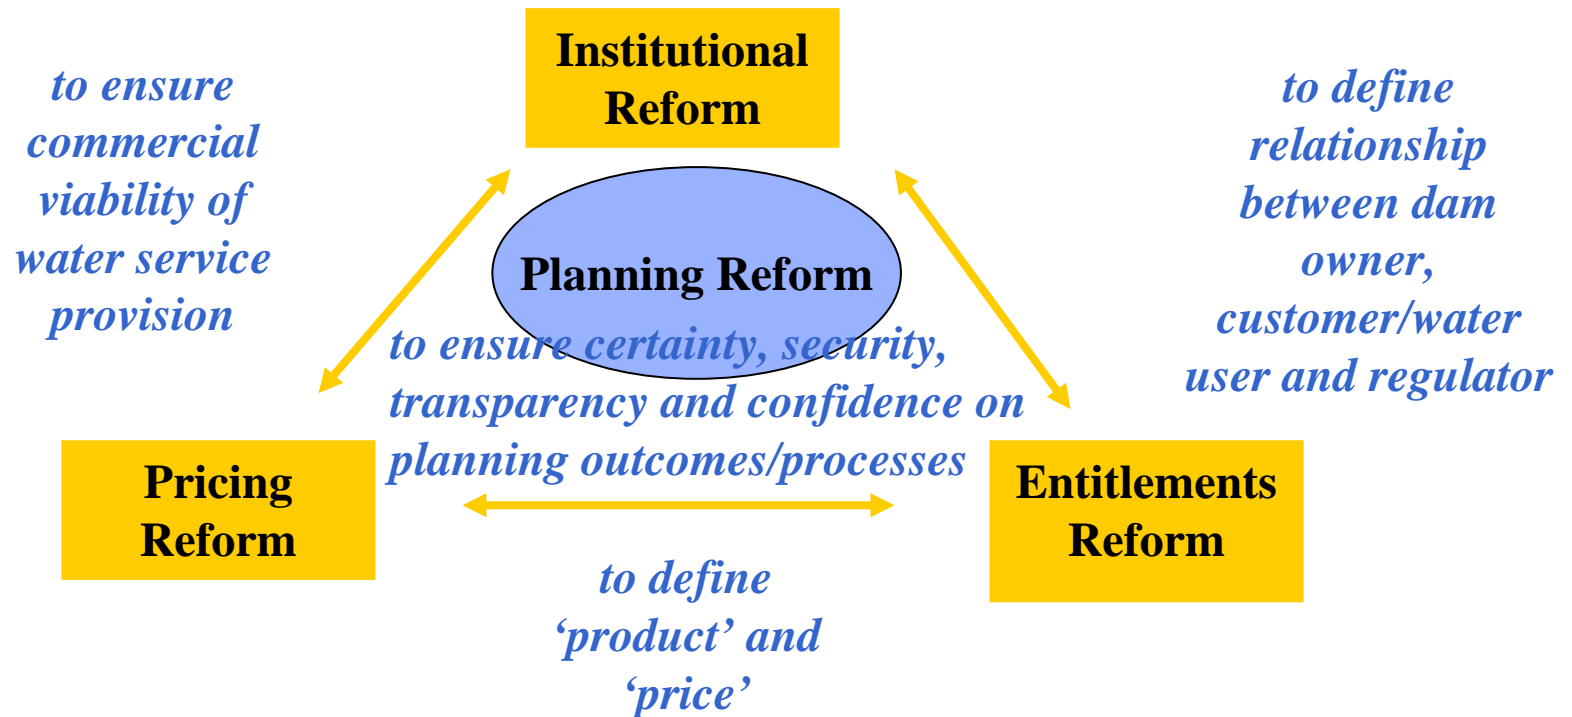 Institutional
Reform
to ensure
commercial
viability of
water service
provision
to define
relationship
between dam
owner,
customer/water
user and regulator
Planning Reform
to ensure certainty, security,
transparency and confidence on
planning outcomes/processes
Pricing
Reform
Entitlements
Reform
to define
‘product’ and
‘price’